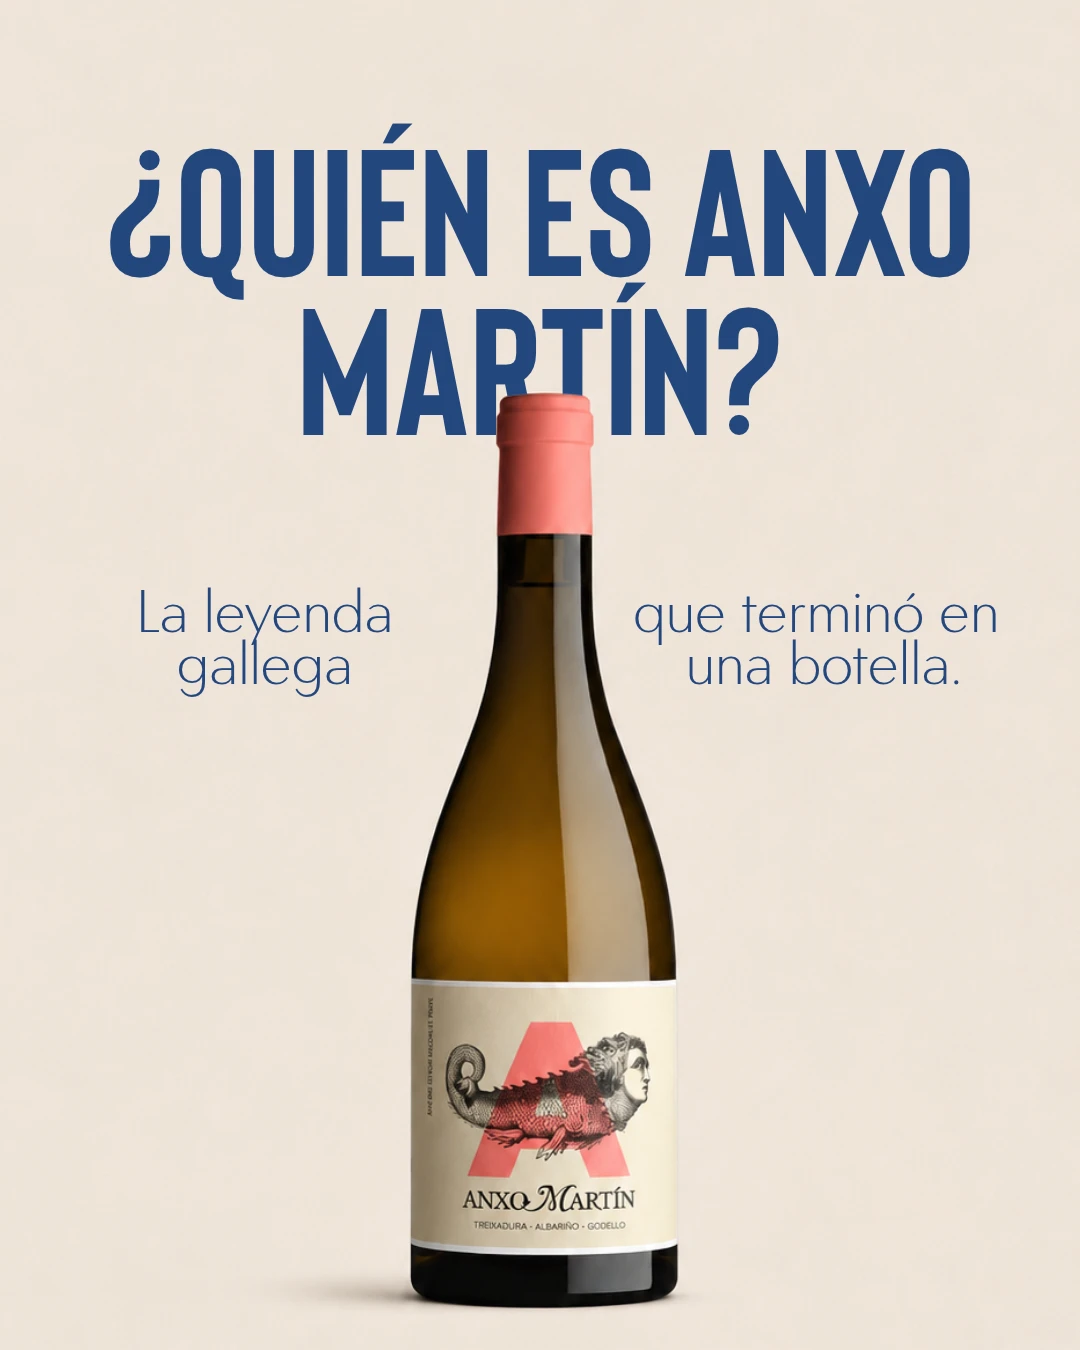 ¿QUIÉN ES ANXO
MARTÍN?
La leyenda
gallega
que terminó en
una botella.
ANXO MARTÍN
TREIXADURA - ALBARIÑO - GODELLO